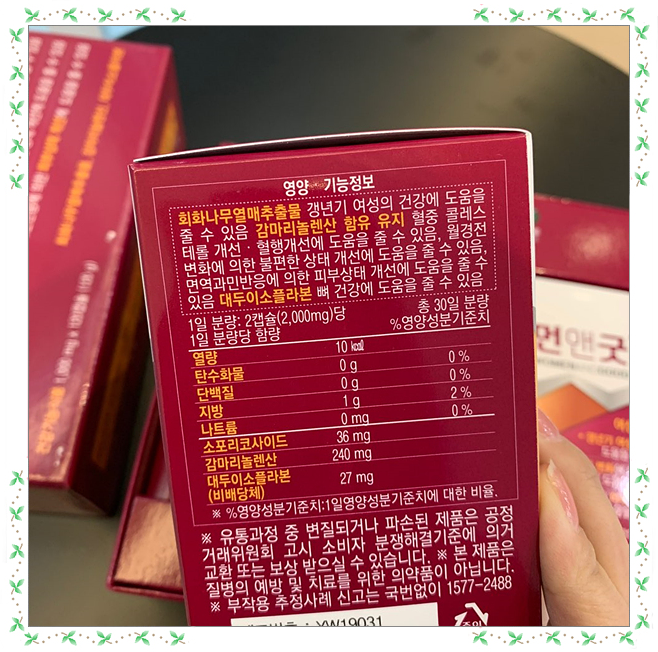 영양 기능정보
회화나무열매추출물 갱년기 여성의 건강에 도움을
줄 수 있음 감마리놀렌산 함유 유지 혈중 콜레스
테롤 개선 · 혈행개선에 도움을 줄 수 있음, 월경전
변화에 의한 불편한 상태 개선에 도움을 줄 수 있음,
면역과민반응에 의한 피부상태 개선에 도움을 줄 수
있음 대두이소플라본 뼈 건강에 도움을 줄 수 있음
1일 분량: 2캡슐(2,000mg)당 총 30일 분량
1일 분량당 함량 %영양성분기준치
열량 10 ㎉
탄수화물 0 g 0 %
단백질 0 g 0 %
지방 1 g 2 %
나트륨 0 mg 0 %
소포리코사이드 36 mg
감마리놀렌산 240 mg
대두이소플라본 27 mg
(비배당체)
※ %영양성분기준치:1일영양성분기준치에 대한 비율.
※ 유통과정 중 변질되거나 파손된 제품은 공정
거래위원회 고시 소비자 분쟁해결기준에 의거
교환 또는 보상 받으실 수 있습니다. ※ 본 제품은
질병의 예방 및 치료를 위한 의약품이 아닙니다.
※ 부작용 추정사례 신고는 국번없이 1577-2488
YW19031
먼앤굿